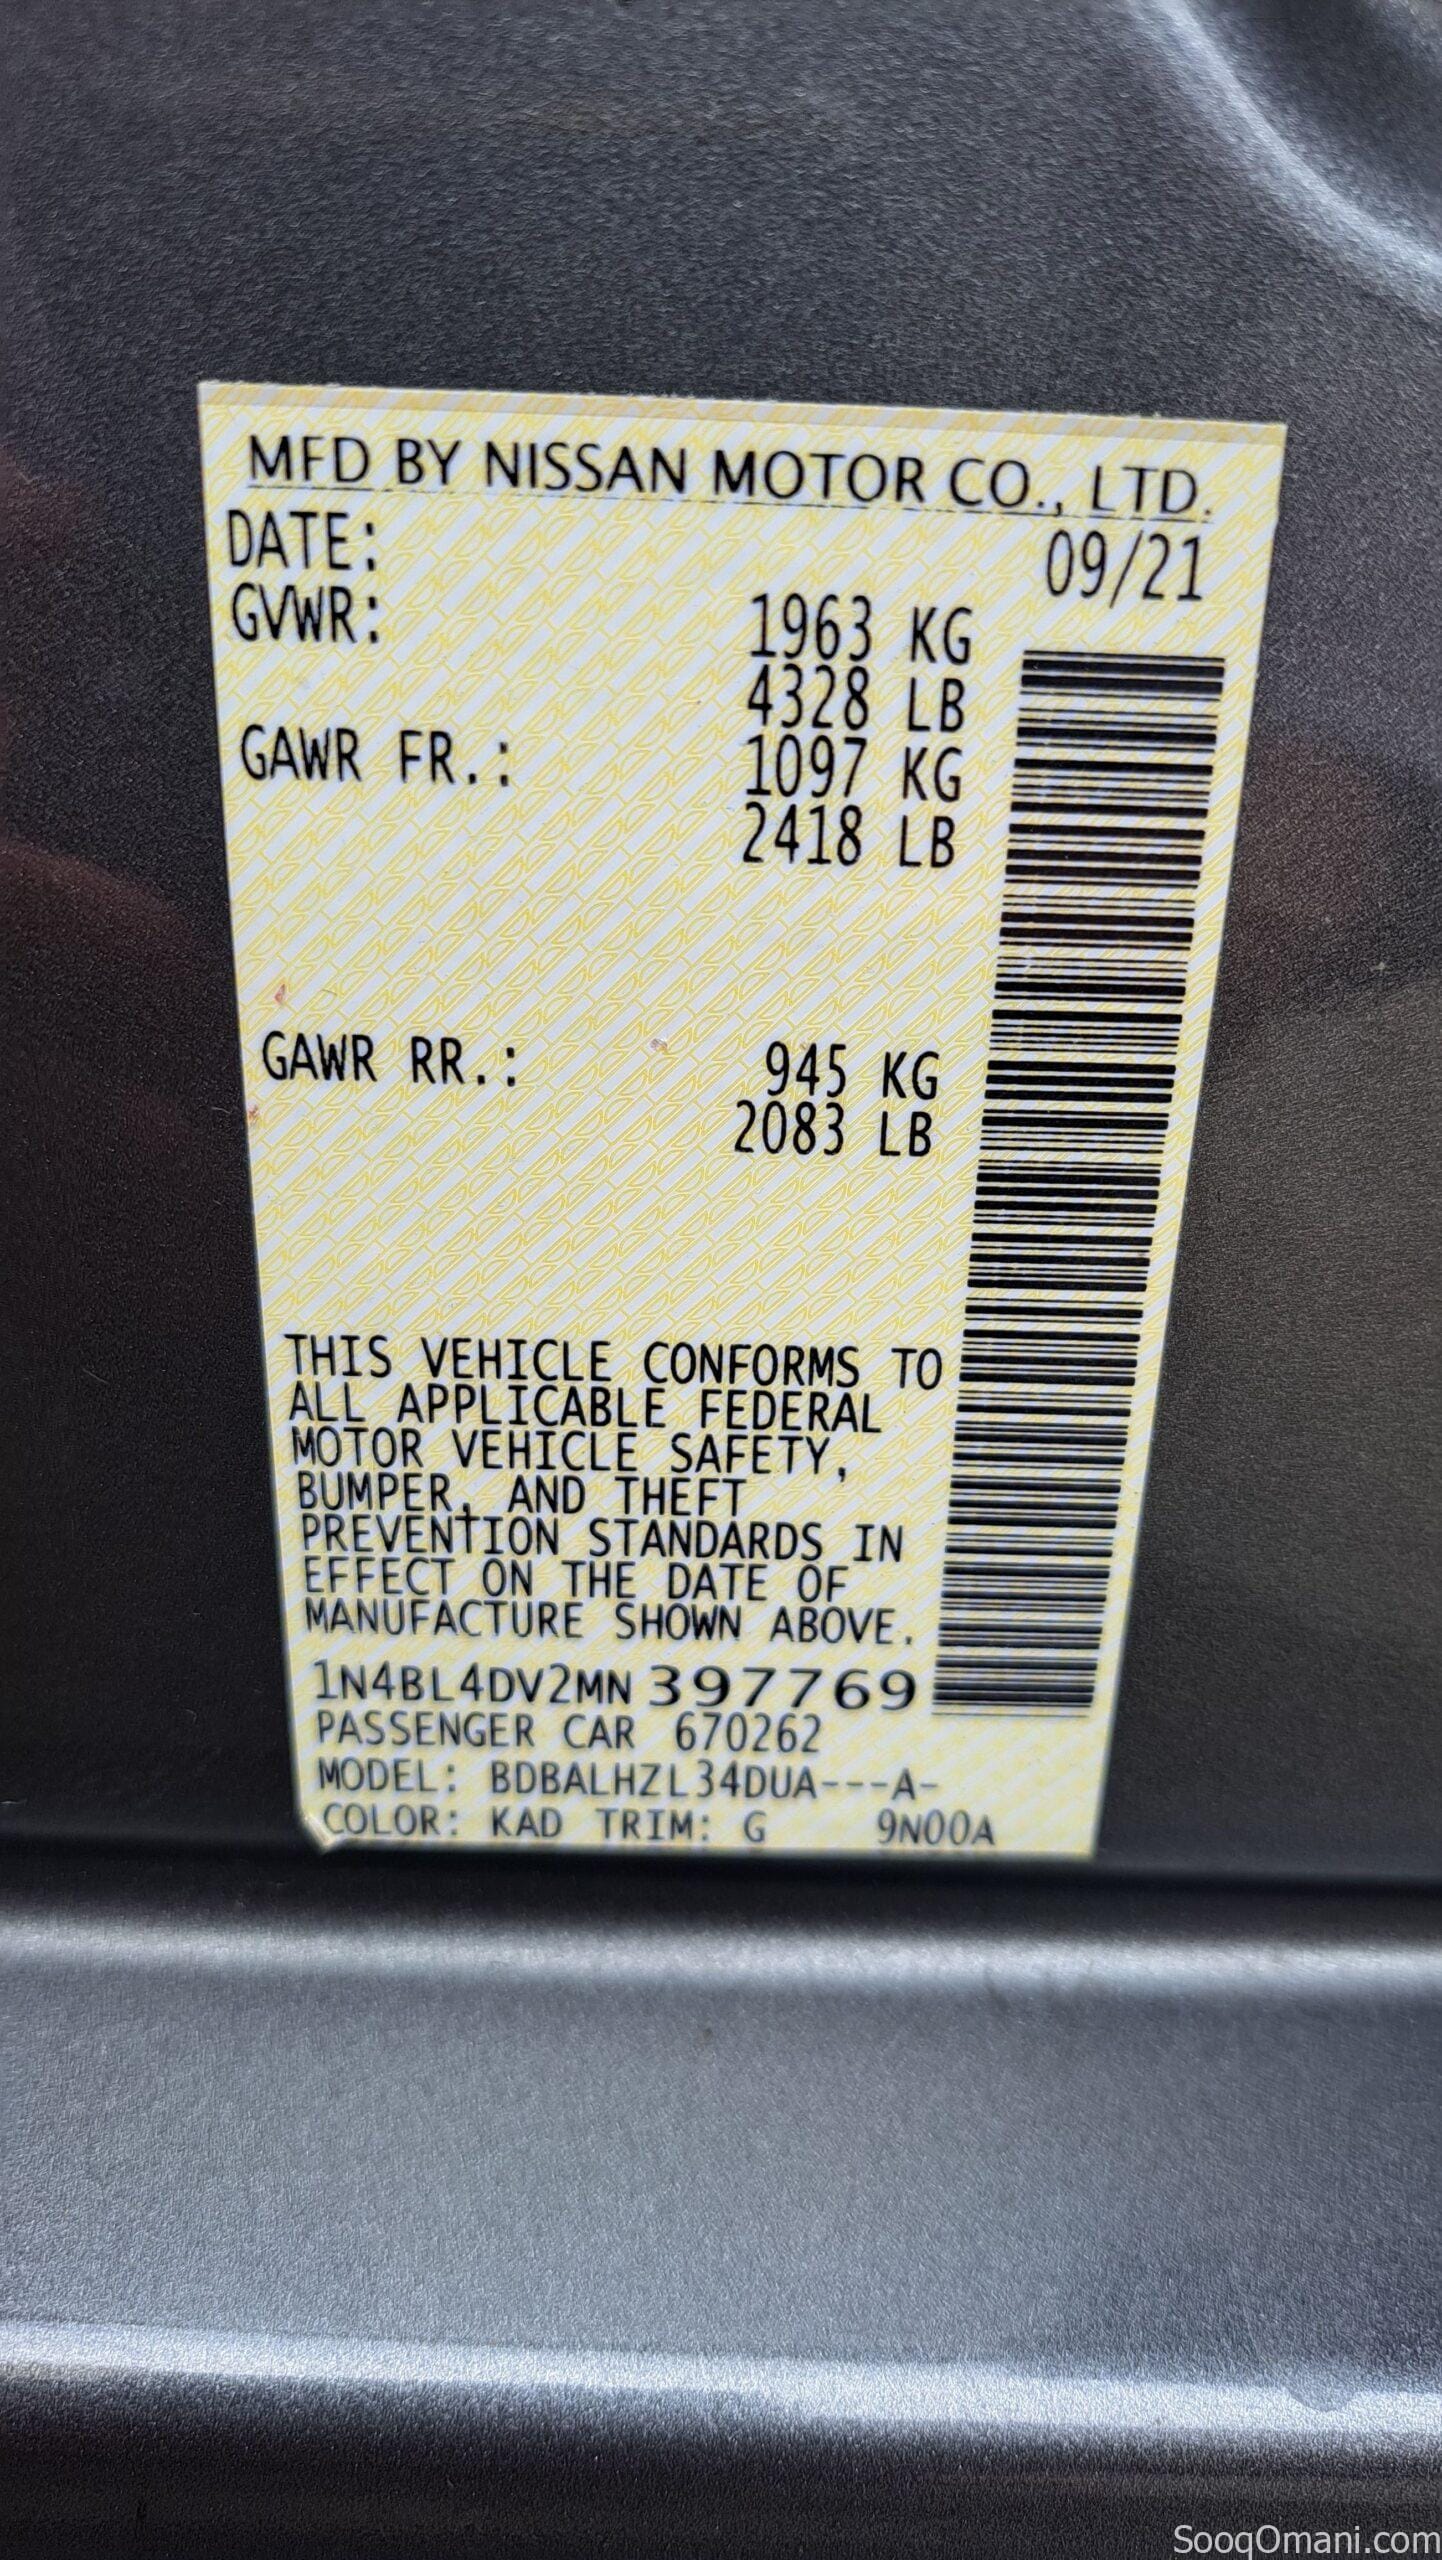 MFD BY NISSAN MOTOR CO., LTD.
DATE: 09/21
GVWR: 1963 KG
4328 LB
GAWR FR.: 1097 KG
2418 LB
GAWR RR.: 945 KG
2083 LB
THIS VEHICLE CONFORMS TO
ALL APPLICABLE FEDERAL
MOTOR VEHICLE SAFETY,
BUMPER, AND THEFT
PREVENTION STANDARDS IN
EFFECT ON THE DATE OF
MANUFACTURE SHOWN ABOVE.
1N4BL4DV2MN397769
PASSENGER CAR 670262
MODEL: BDBALHZL34DUA---A-
COLOR: KAD TRIM: G 9N00A
SooqOmani.com